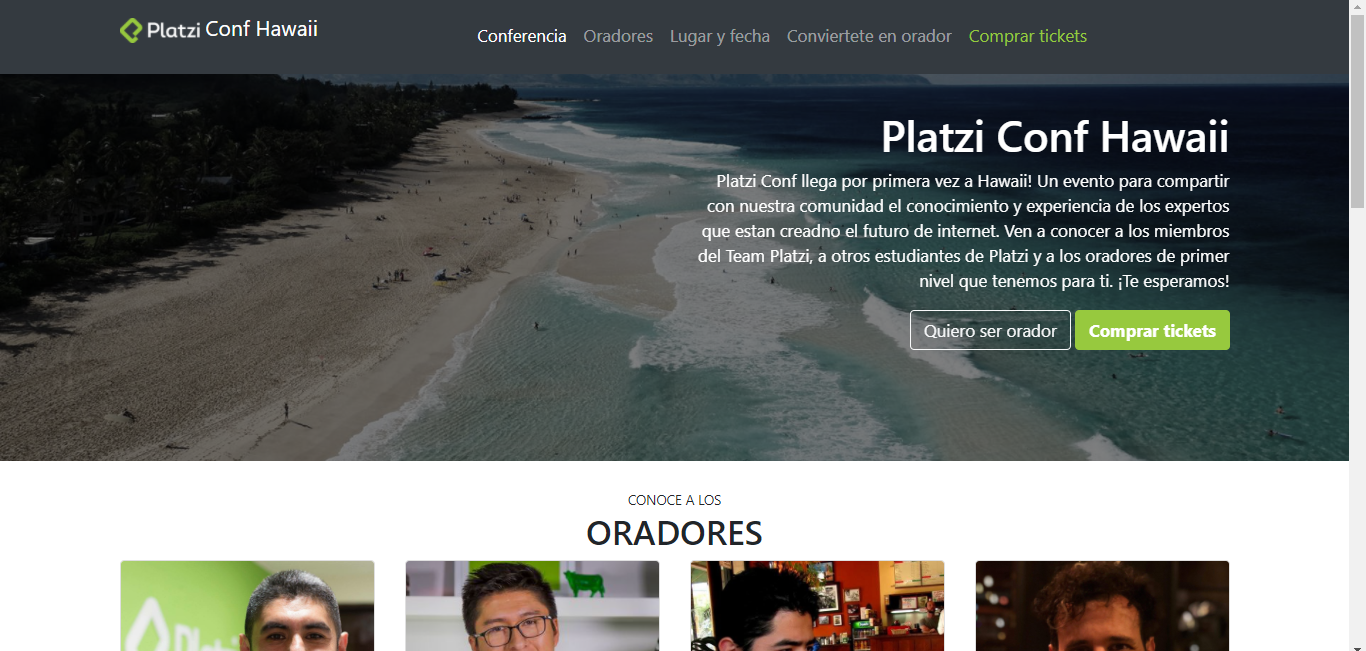 Platzi Conf Hawaii
Conferencia Oradores Lugar y fecha Conviertete en orador Comprar tickets
Platzi Conf Hawaii
Platzi Conf llega por primera vez a Hawaii! Un evento para compartir
con nuestra comunidad el conocimiento y experiencia de los expertos
que estan creadno el futuro de internet. Ven a conocer a los miembros
del Team Platzi, a otros estudiantes de Platzi y a los oradores de primer
nivel que tenemos para ti. ¡Te esperamos!
Quiero ser orador Comprar tickets
CONOCE A LOS
ORADORES